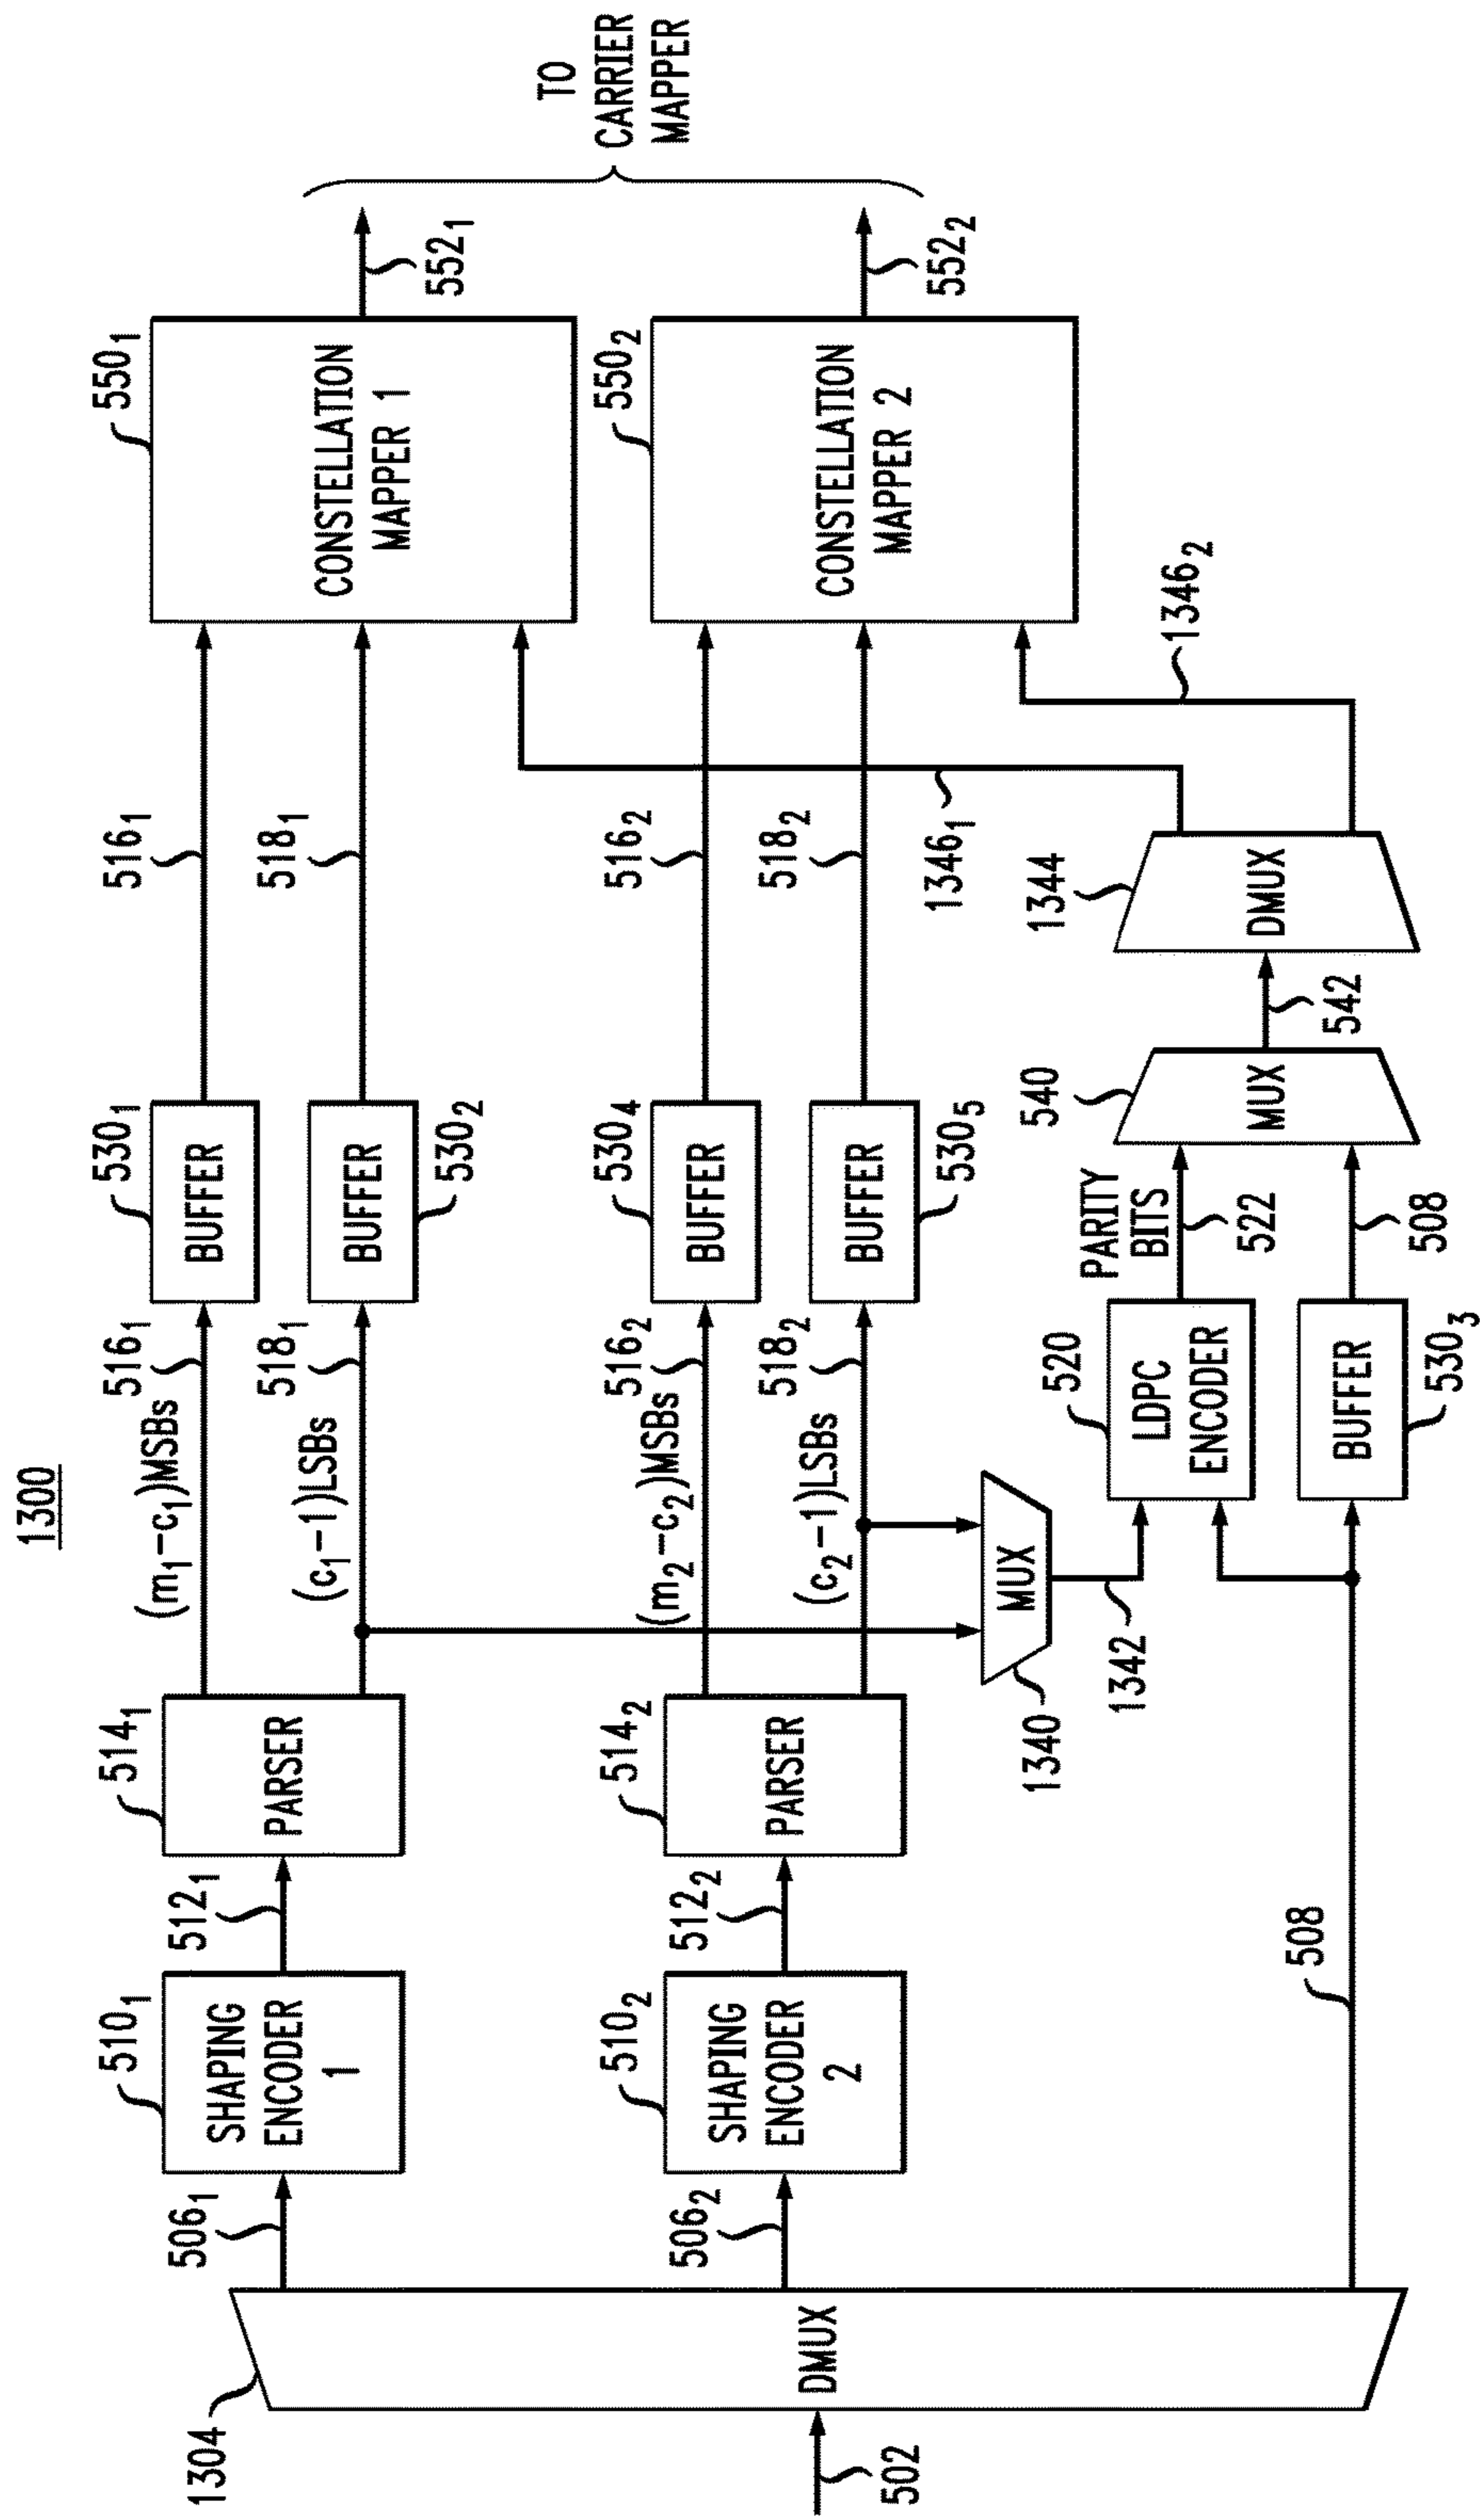 1300
1304
DMUX
502
506₁
506₂
508
510₁
SHAPING
ENCODER
1
510₂
SHAPING
ENCODER
2
512₁
512₂
514₁
PARSER
514₂
PARSER
(m₁−c₁)MSBs
516₁
(c₁−1)LSBs
518₁
(m₂−c₂)MSBs
516₂
(c₂−1)LSBs
518₂
MUX
1340
1342
530₁
BUFFER
BUFFER
530₂
530₄
BUFFER
BUFFER
530₅
520
LDPC
ENCODER
BUFFER
530₃
PARITY
BITS
522
508
540
MUX
542
1344
DMUX
516₁
518₁
516₂
518₂
1346₁
1346₂
550₁
CONSTELLATION
MAPPER 1
550₂
CONSTELLATION
MAPPER 2
552₁
552₂
TO
CARRIER
MAPPER